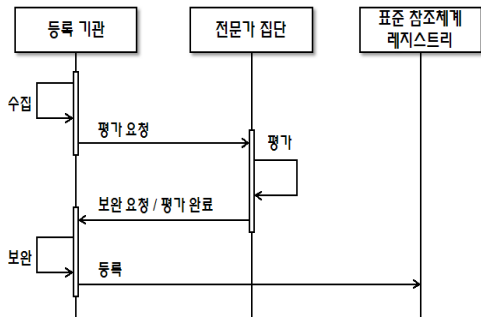 등록 기관
전문가 집단
표준 참조체계
레지스트리
수집
평가 요청
평가
보완 요청 / 평가 완료
보완
등록